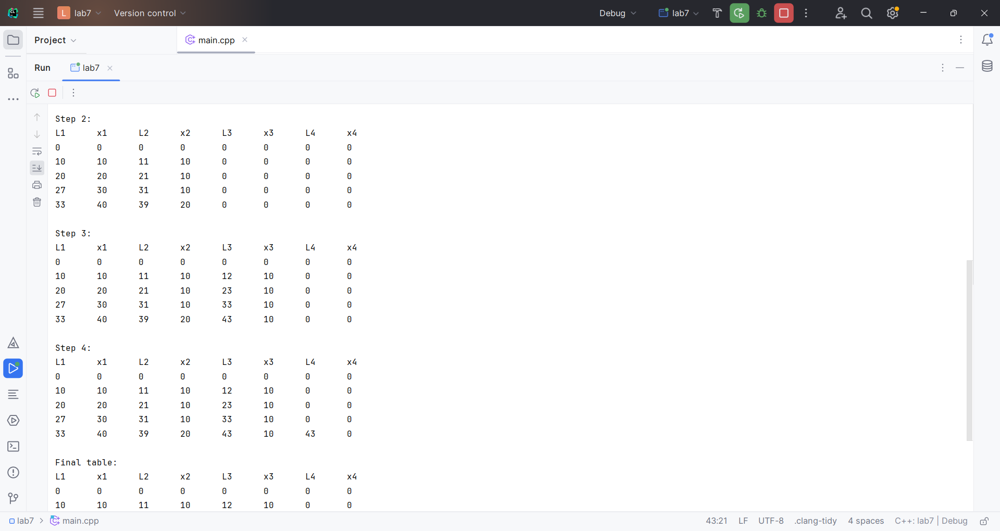 L lab7 Version control Debug lab7
Project main.cpp
Run lab7
Step 2:
L1 x1 L2 x2 L3 x3 L4 x4
0 0 0 0 0 0 0 0
10 10 11 10 0 0 0 0
20 20 21 10 0 0 0 0
27 30 31 10 0 0 0 0
33 40 39 20 0 0 0 0
Step 3:
L1 x1 L2 x2 L3 x3 L4 x4
0 0 0 0 0 0 0 0
10 10 11 10 12 10 0 0
20 20 21 10 23 10 0 0
27 30 31 10 33 10 0 0
33 40 39 20 43 10 0 0
Step 4:
L1 x1 L2 x2 L3 x3 L4 x4
0 0 0 0 0 0 0 0
10 10 11 10 12 10 0 0
20 20 21 10 23 10 0 0
27 30 31 10 33 10 0 0
33 40 39 20 43 10 43 0
Final table:
L1 x1 L2 x2 L3 x3 L4 x4
0 0 0 0 0 0 0 0
10 10 11 10 12 10 0 0
lab7 > main.cpp 43:21 LF UTF-8 .clang-tidy 4 spaces C++: lab7 | Debug